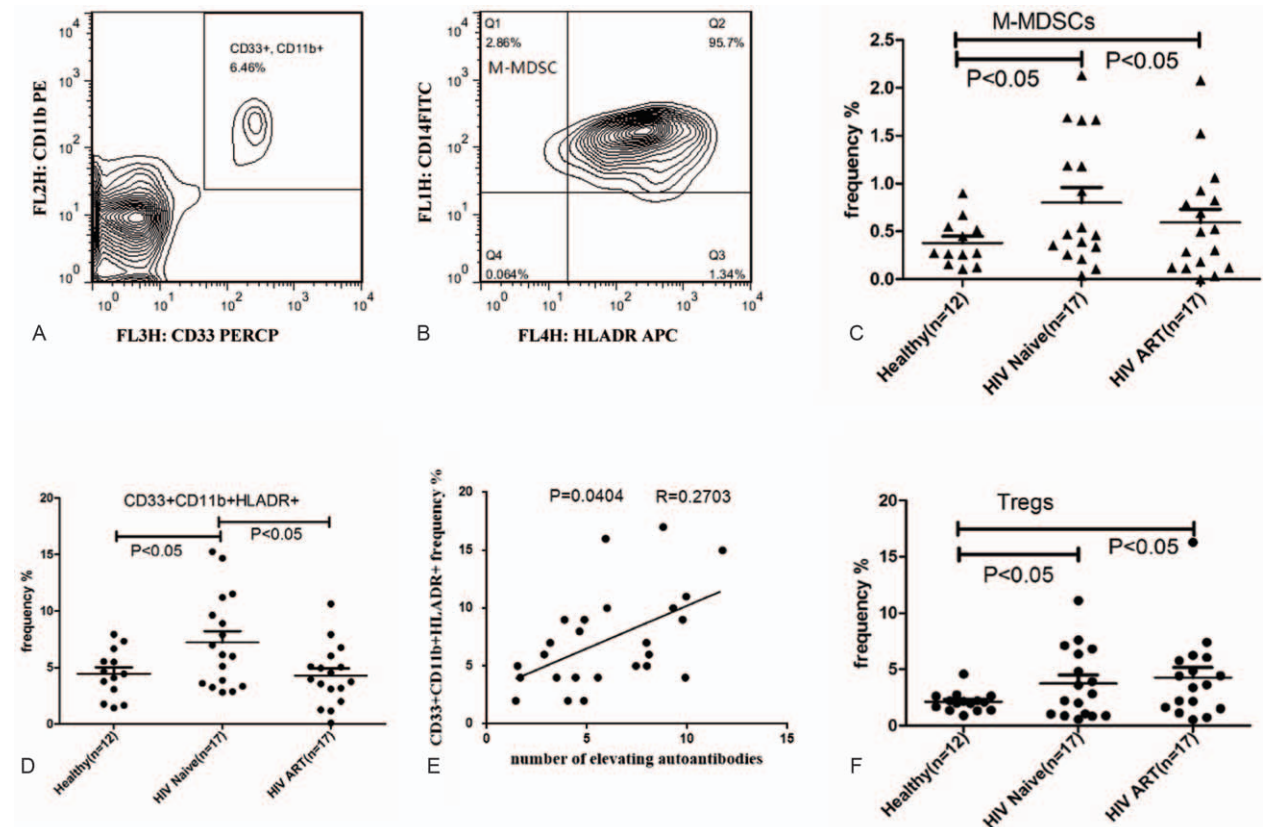 10^4
10^3
10^2
10^1
10^0
FL2H: CD11b PE
CD33+, CD11b+
6.46%
10^0 10^1 10^2 10^3 10^4
A
FL3H: CD33 PERCP
10^4
10^3
10^2
10^1
10^0
FL1H: CD14FITC
Q1
2.86%
M-MDSC
Q2
95.7%
Q4
0.064%
Q3
1.34%
10^0 10^1 10^2 10^3 10^4
B
FL4H: HLADR APC
M-MDSCs
P<0.05
P<0.05
2.5
2.0
1.5
1.0
0.5
0.0
frequency %
C
Healthy(n=12)
HIV Naive(n=17)
HIV ART(n=17)
CD33+CD11b+HLADR+
P<0.05
P<0.05
20
15
10
5
0
frequency %
D
Healthy(n=12)
HIV Naive(n=17)
HIV ART(n=17)
P=0.0404 R=0.2703
20
15
10
5
0
CD33+CD11b+HLADR+ frequency %
0 5 10 15
E
number of elevating autoantibodies
Tregs
P<0.05
P<0.05
20
15
10
5
0
frequency %
F
Healthy(n=12)
HIV Naive(n=17)
HIV ART(n=17)